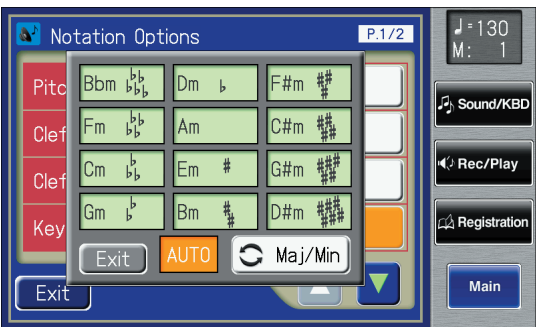 Notation Options P.1/2
♩=130
M: 1
Pitc
Clef
Clef
Key
Bbm Dm F#m
Fm Am C#m
Cm Em G#m
Gm Bm D#m
Exit AUTO Maj/Min
Exit
Sound/KBD
Rec/Play
Registration
Main